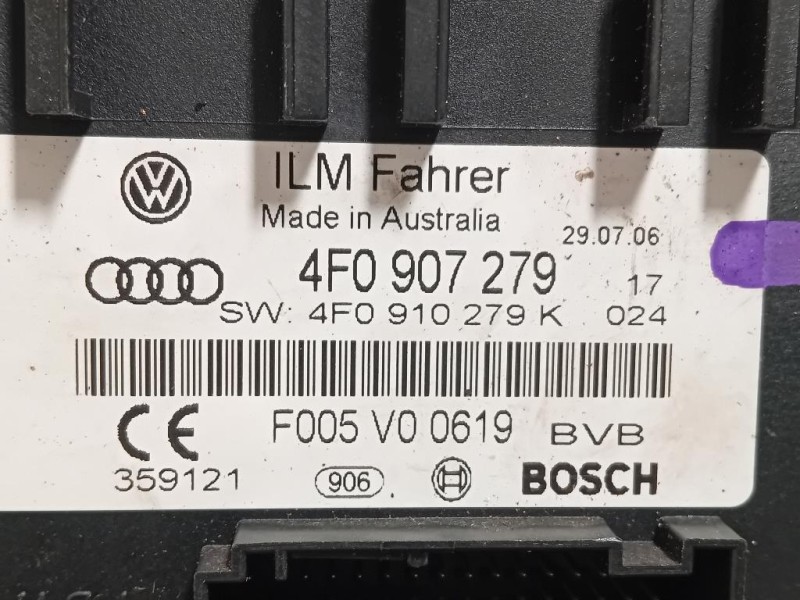 ILM Fahrer
Made in Australia
29.07.06
4F0 907 279
17
SW: 4F0 910 279 K
024
F005 V0 0619
BVB
359121
906
BOSCH